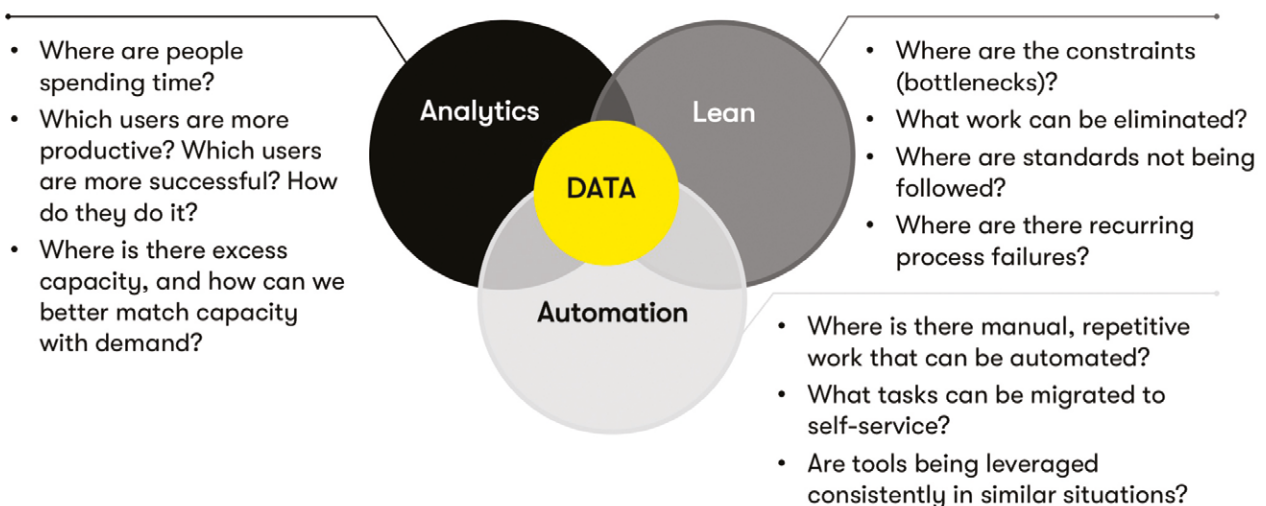 • Where are people
spending time?
• Which users are more
productive? Which users
are more successful? How
do they do it?
• Where is there excess
capacity, and how can we
better match capacity
with demand?
Analytics
Lean
DATA
Automation
• Where are the constraints
(bottlenecks)?
• What work can be eliminated?
• Where are standards not being
followed?
• Where are there recurring
process failures?
• Where is there manual, repetitive
work that can be automated?
• What tasks can be migrated to
self-service?
• Are tools being leveraged
consistently in similar situations?